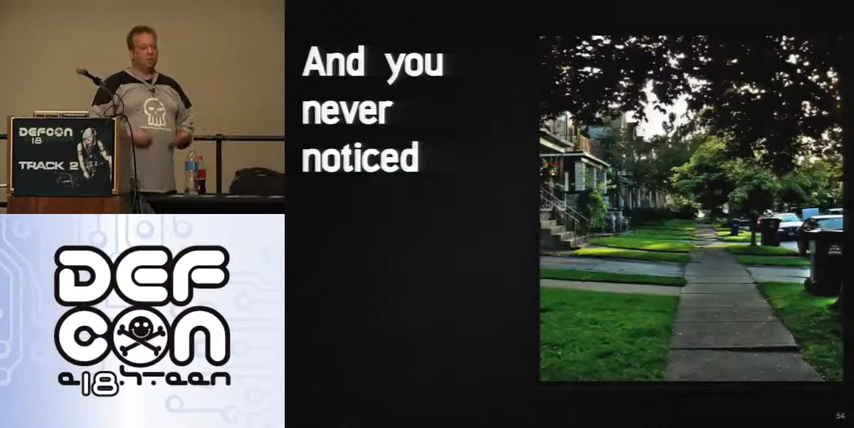 DEFCON
18
TRACK 2
And you
never
noticed
DEF
CON
e18hteen
54